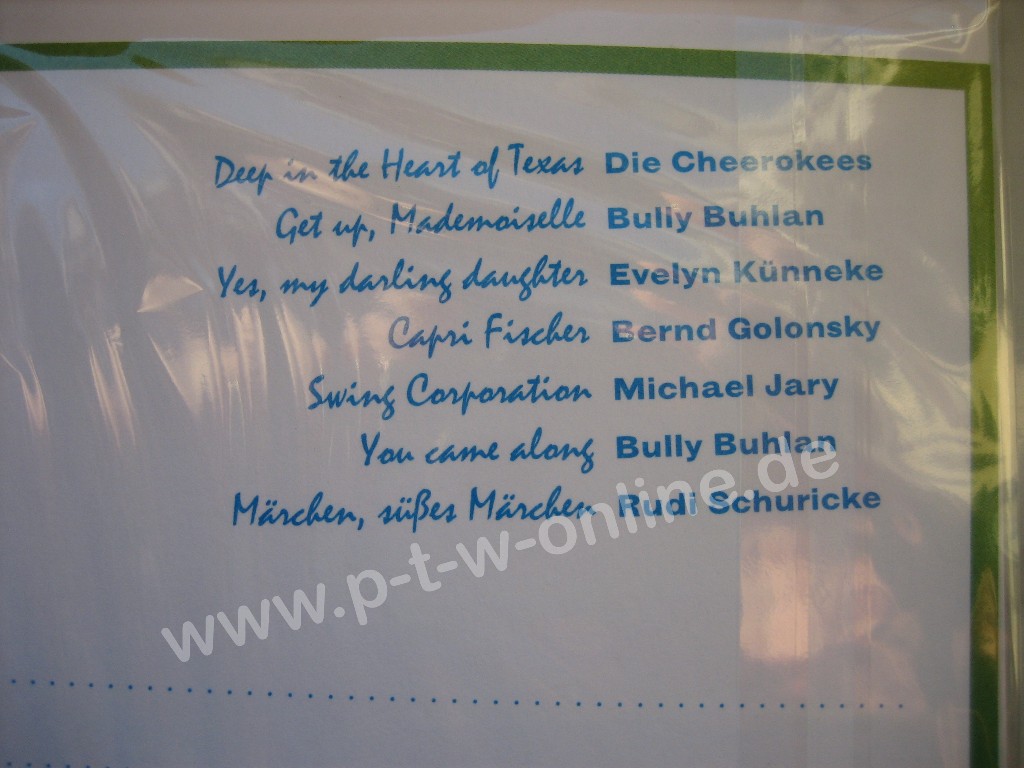 Deep in the Heart of Texas Die Cheerokees
Get up, Mademoiselle Bully Buhlan
Yes, my darling daughter Evelyn Künneke
Capri Fischer Bernd Golonsky
Swing Corporation Michael Jary
You came along Bully Buhlan
Märchen, süßes Märchen Rudi Schuricke
www.p-t-w-online.de